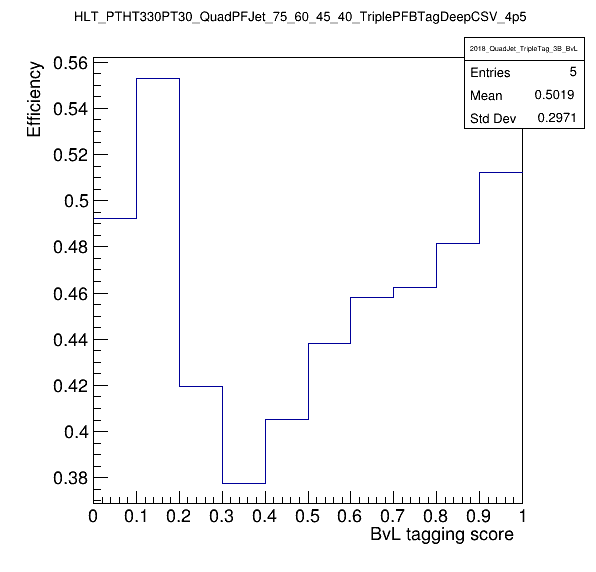 HLT_PTHT330PT30_QuadPFJet_75_60_45_40_TriplePFBTagDeepCSV_4p5
2018_QuadJet_TripleTag_3B_BvL
Entries 5
Mean 0.5019
Std Dev 0.2971
Efficiency
0.56
0.54
0.52
0.5
0.48
0.46
0.44
0.42
0.4
0.38
0 0.1 0.2 0.3 0.4 0.5 0.6 0.7 0.8 0.9 1
BvL tagging score